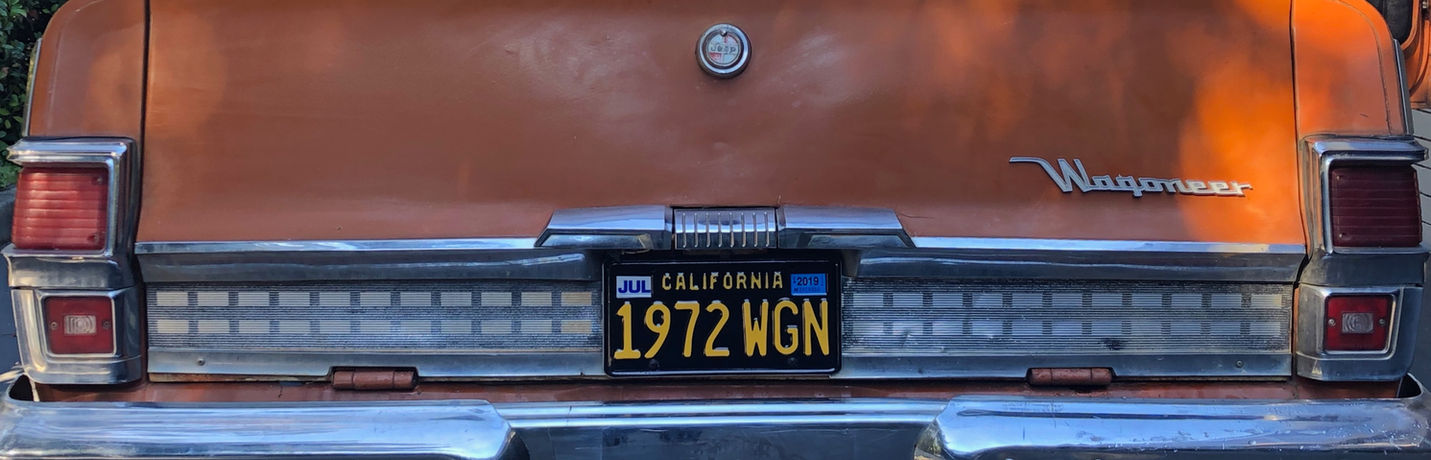 Jeep
Wagoneer
JUL CALIFORNIA 2019
1972 WGN